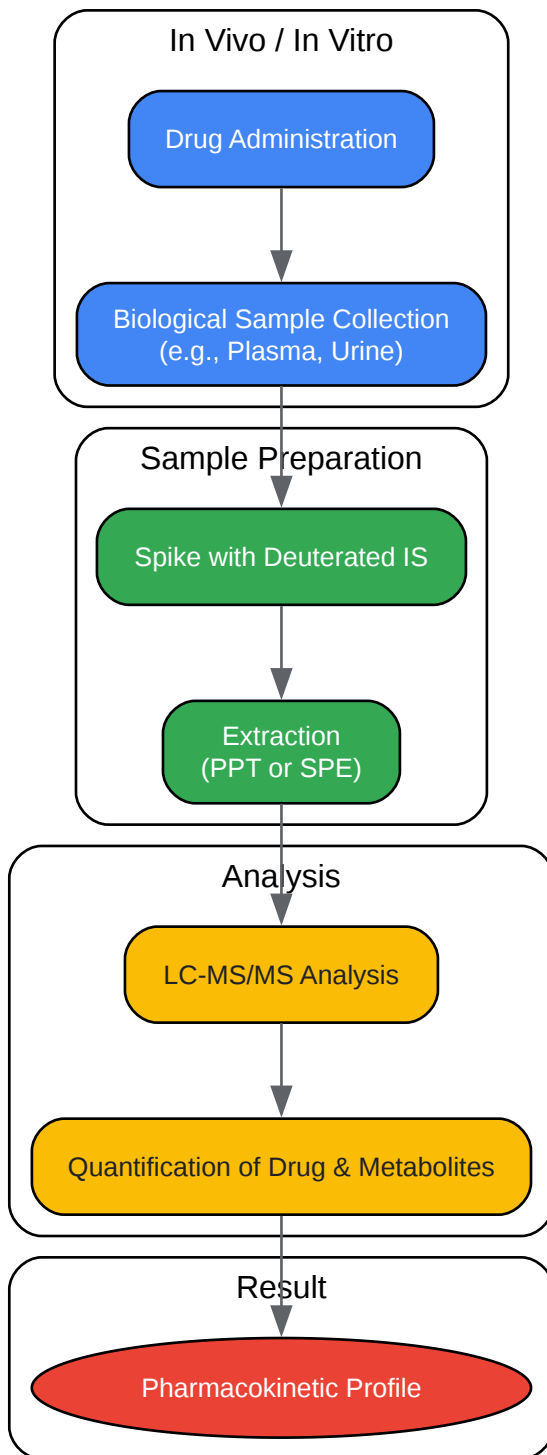 In Vivo / In Vitro
Drug Administration
Biological Sample Collection
(e.g., Plasma, Urine)
Sample Preparation
Spike with Deuterated IS
Extraction
(PPT or SPE)
Analysis
LC-MS/MS Analysis
Quantification of Drug & Metabolites
Result
Pharmacokinetic Profile